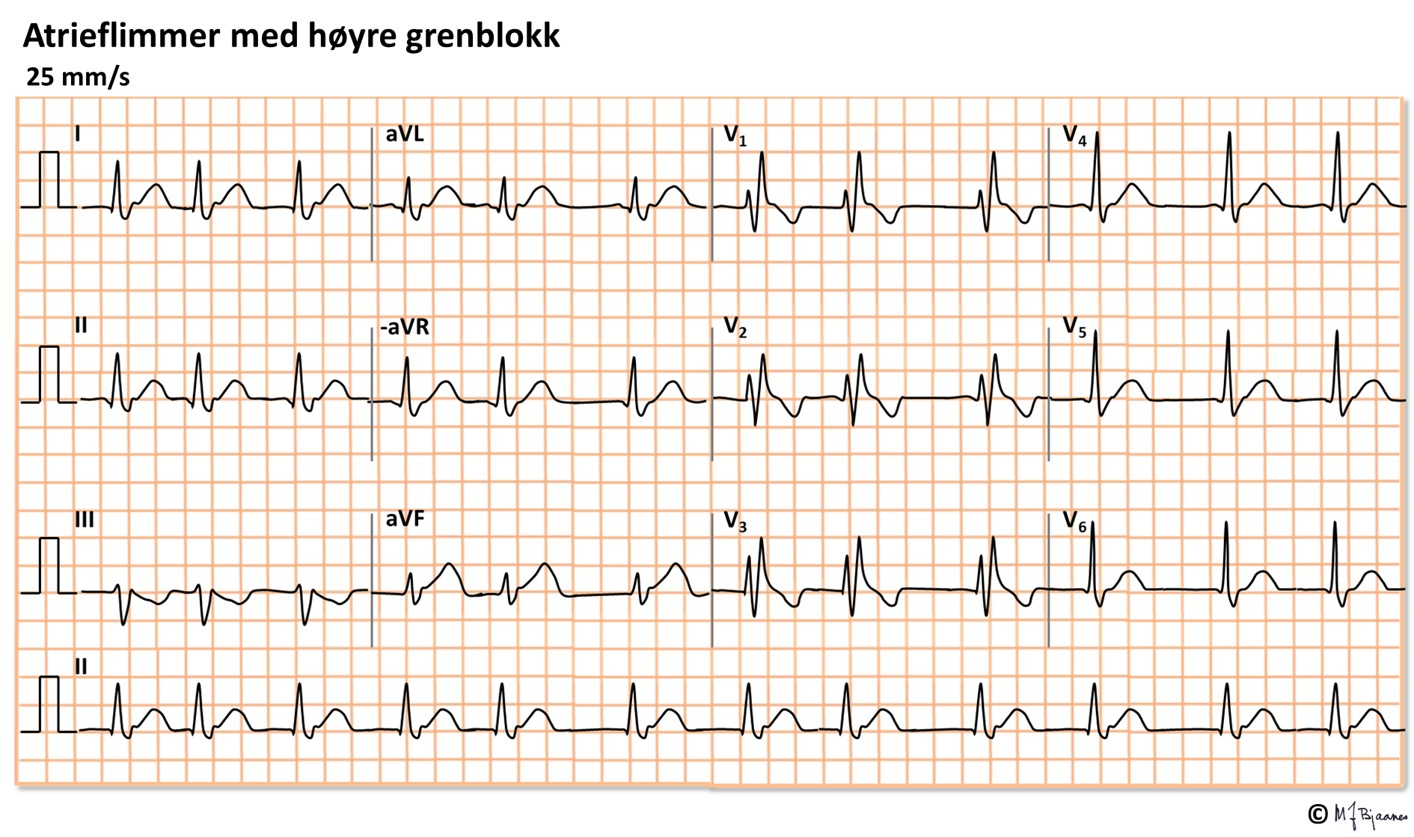 Atrieflimmer med høyre grenblokk
25 mm/s
I aVL V₁ V₄
II -aVR V₂ V₅
III aVF V₃ V₆
II
© M J Bjaanes